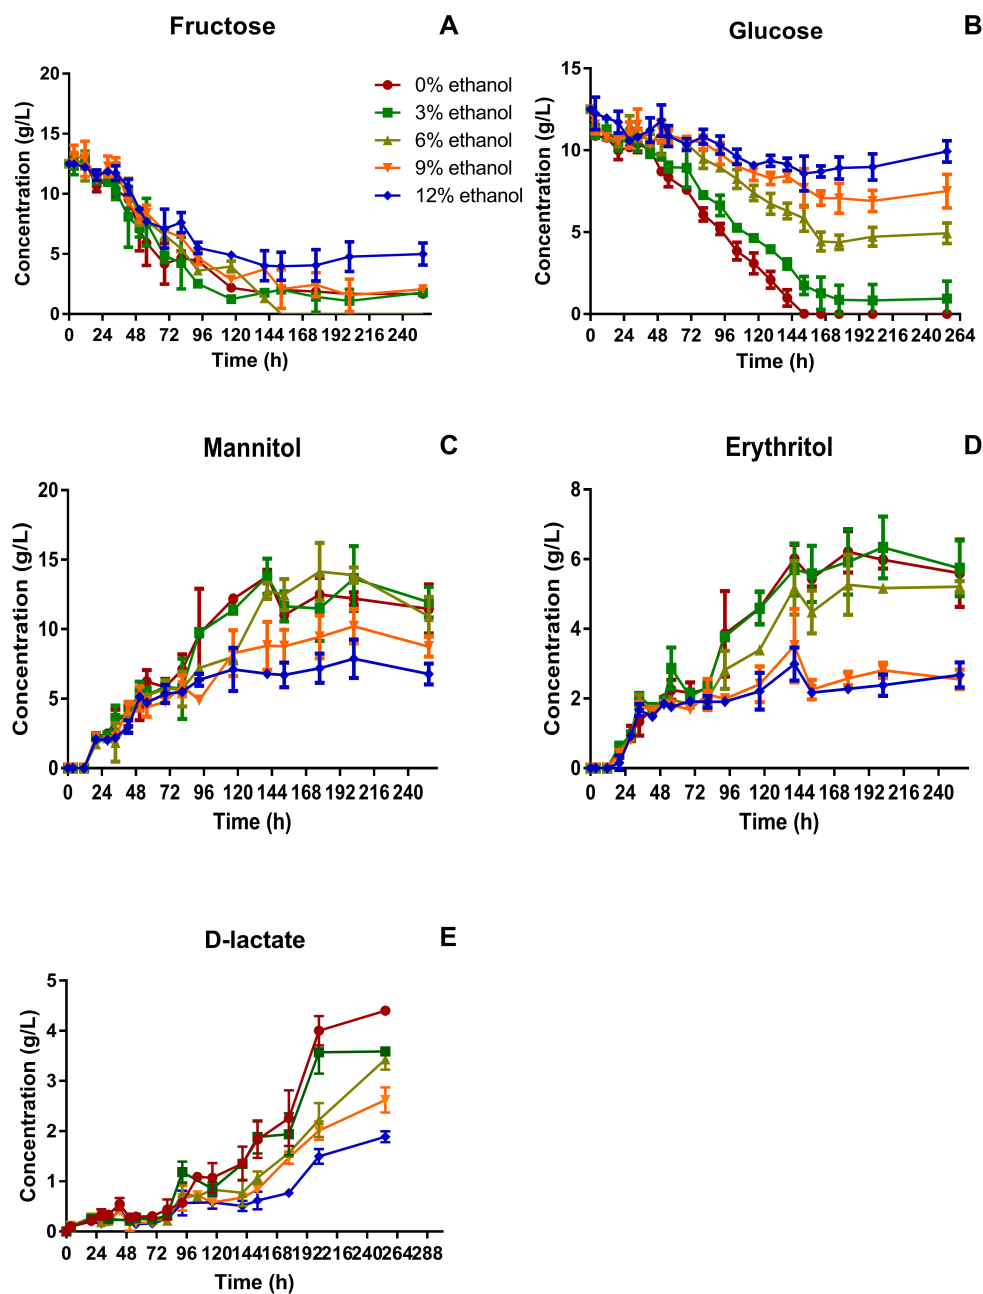 Fructose
A
Concentration (g/L)
20
15
10
5
0
0 24 48 72 96 120 144 168 192 216 240
Time (h)
0% ethanol
3% ethanol
6% ethanol
9% ethanol
12% ethanol
Glucose
B
Concentration (g/L)
15
10
5
0
0 24 48 72 96 120 144 168 192 216 240 264
Time (h)
Mannitol
C
Concentration (g/L)
20
15
10
5
0
0 24 48 72 96 120 144 168 192 216 240
Time (h)
Erythritol
D
Concentration (g/L)
8
6
4
2
0
0 24 48 72 96 120 144 168 192 216 240
Time (h)
D-lactate
E
Concentration (g/L)
5
4
3
2
1
0
0 24 48 72 96 120 144 168 192 216 240 264 288
Time (h)